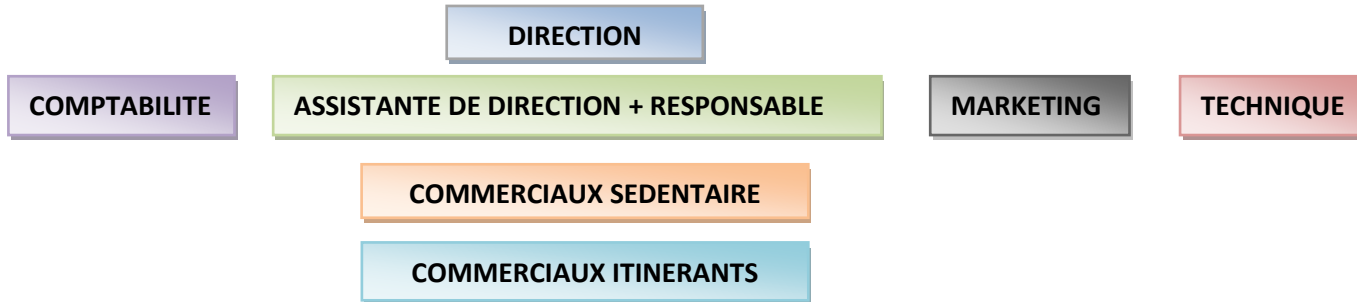 DIRECTION
COMPTABILITE
ASSISTANTE DE DIRECTION + RESPONSABLE
MARKETING
TECHNIQUE
COMMERCIAUX SEDENTAIRE
COMMERCIAUX ITINERANTS